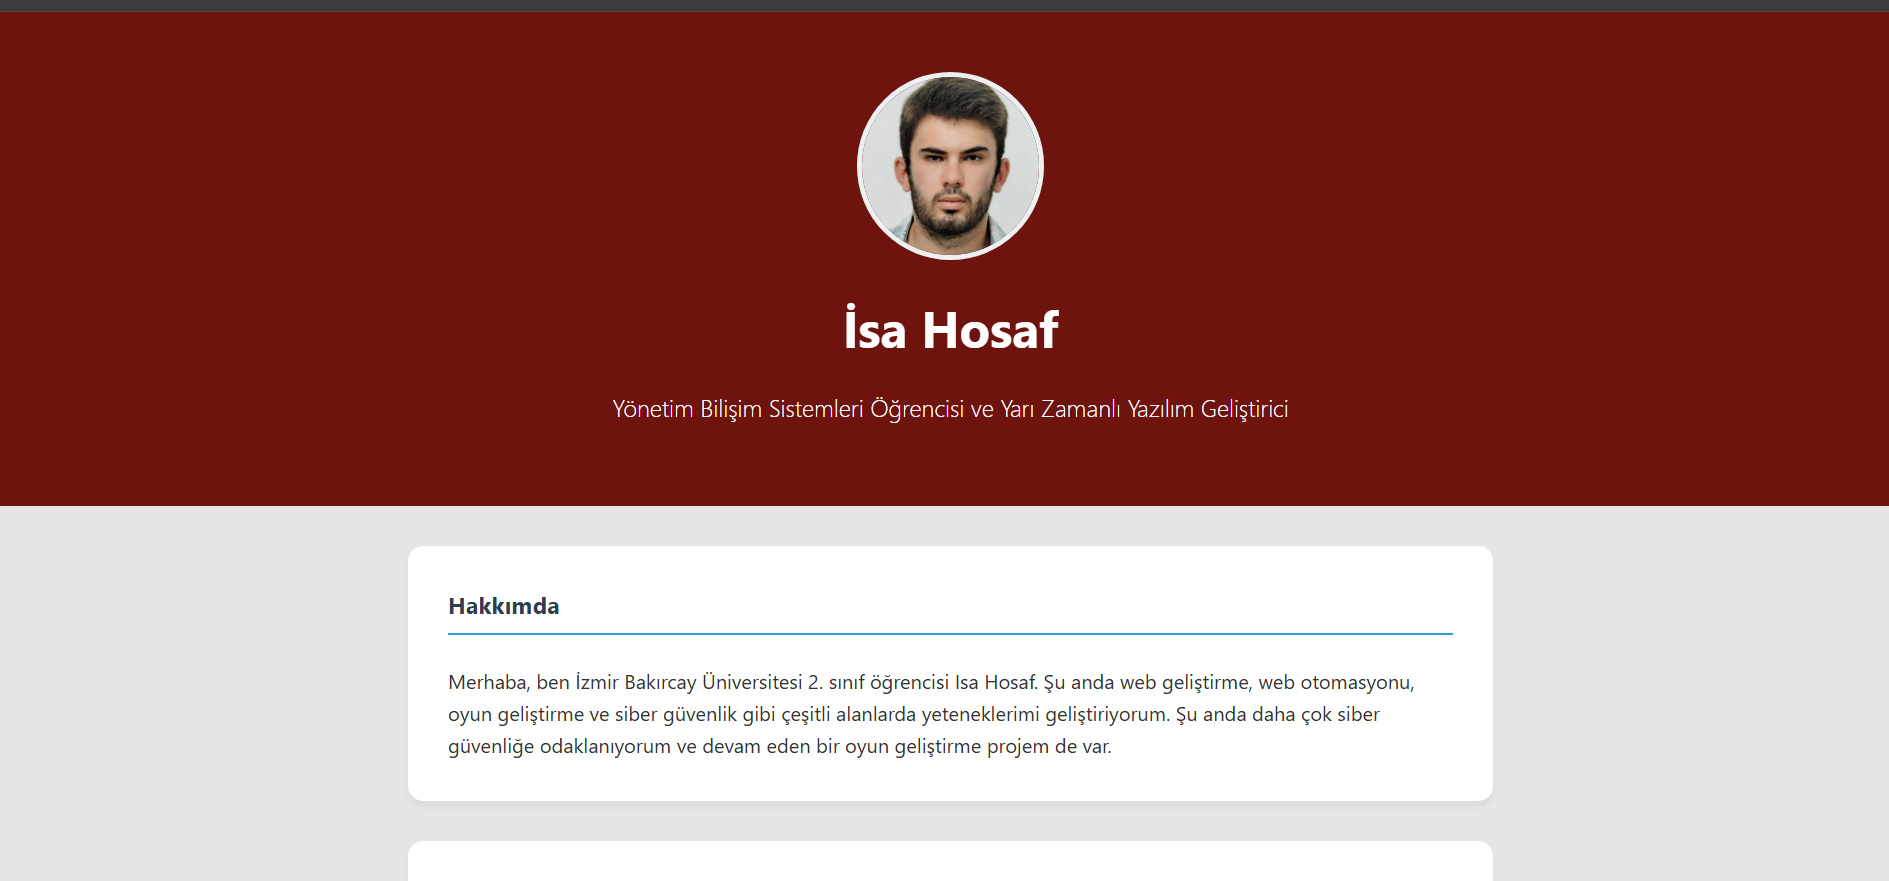 İsa Hosaf
Yönetim Bilişim Sistemleri Öğrencisi ve Yarı Zamanlı Yazılım Geliştirici
Hakkımda
Merhaba, ben İzmir Bakırcay Üniversitesi 2. sınıf öğrencisi Isa Hosaf. Şu anda web geliştirme, web otomasyonu,
oyun geliştirme ve siber güvenlik gibi çeşitli alanlarda yeteneklerimi geliştiriyorum. Şu anda daha çok siber
güvenliğe odaklanıyorum ve devam eden bir oyun geliştirme projem de var.